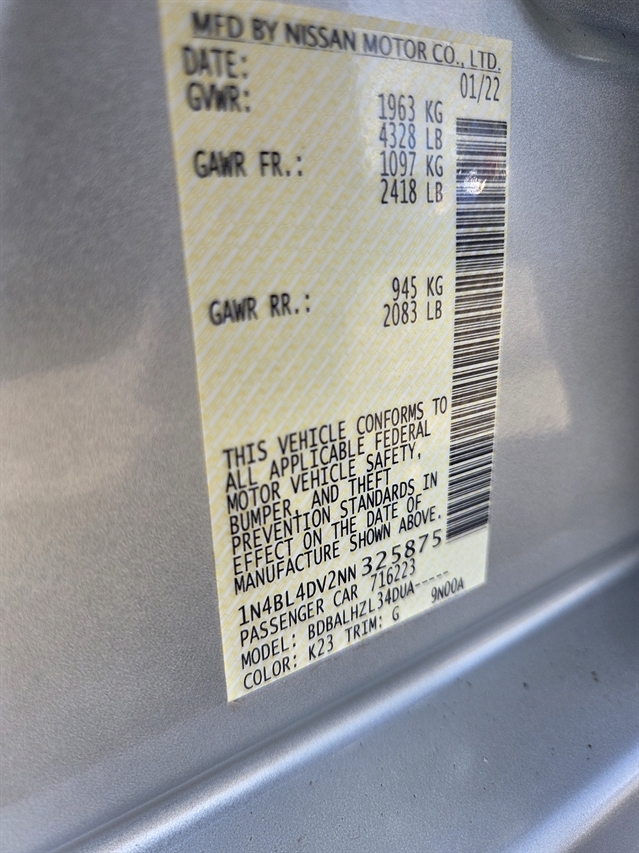 MFD BY NISSAN MOTOR CO., LTD.
DATE: 01/22
GVWR: 1963 KG
4328 LB
GAWR FR.: 1097 KG
2418 LB
GAWR RR.: 945 KG
2083 LB
THIS VEHICLE CONFORMS TO
ALL APPLICABLE FEDERAL
MOTOR VEHICLE SAFETY,
BUMPER, AND THEFT
PREVENTION STANDARDS IN
EFFECT ON THE DATE OF
MANUFACTURE SHOWN ABOVE.
1N4BL4DV2NN325875
PASSENGER CAR 716223
MODEL: BDBALHZL34DUA-----
COLOR: K23 TRIM: G 9N00A